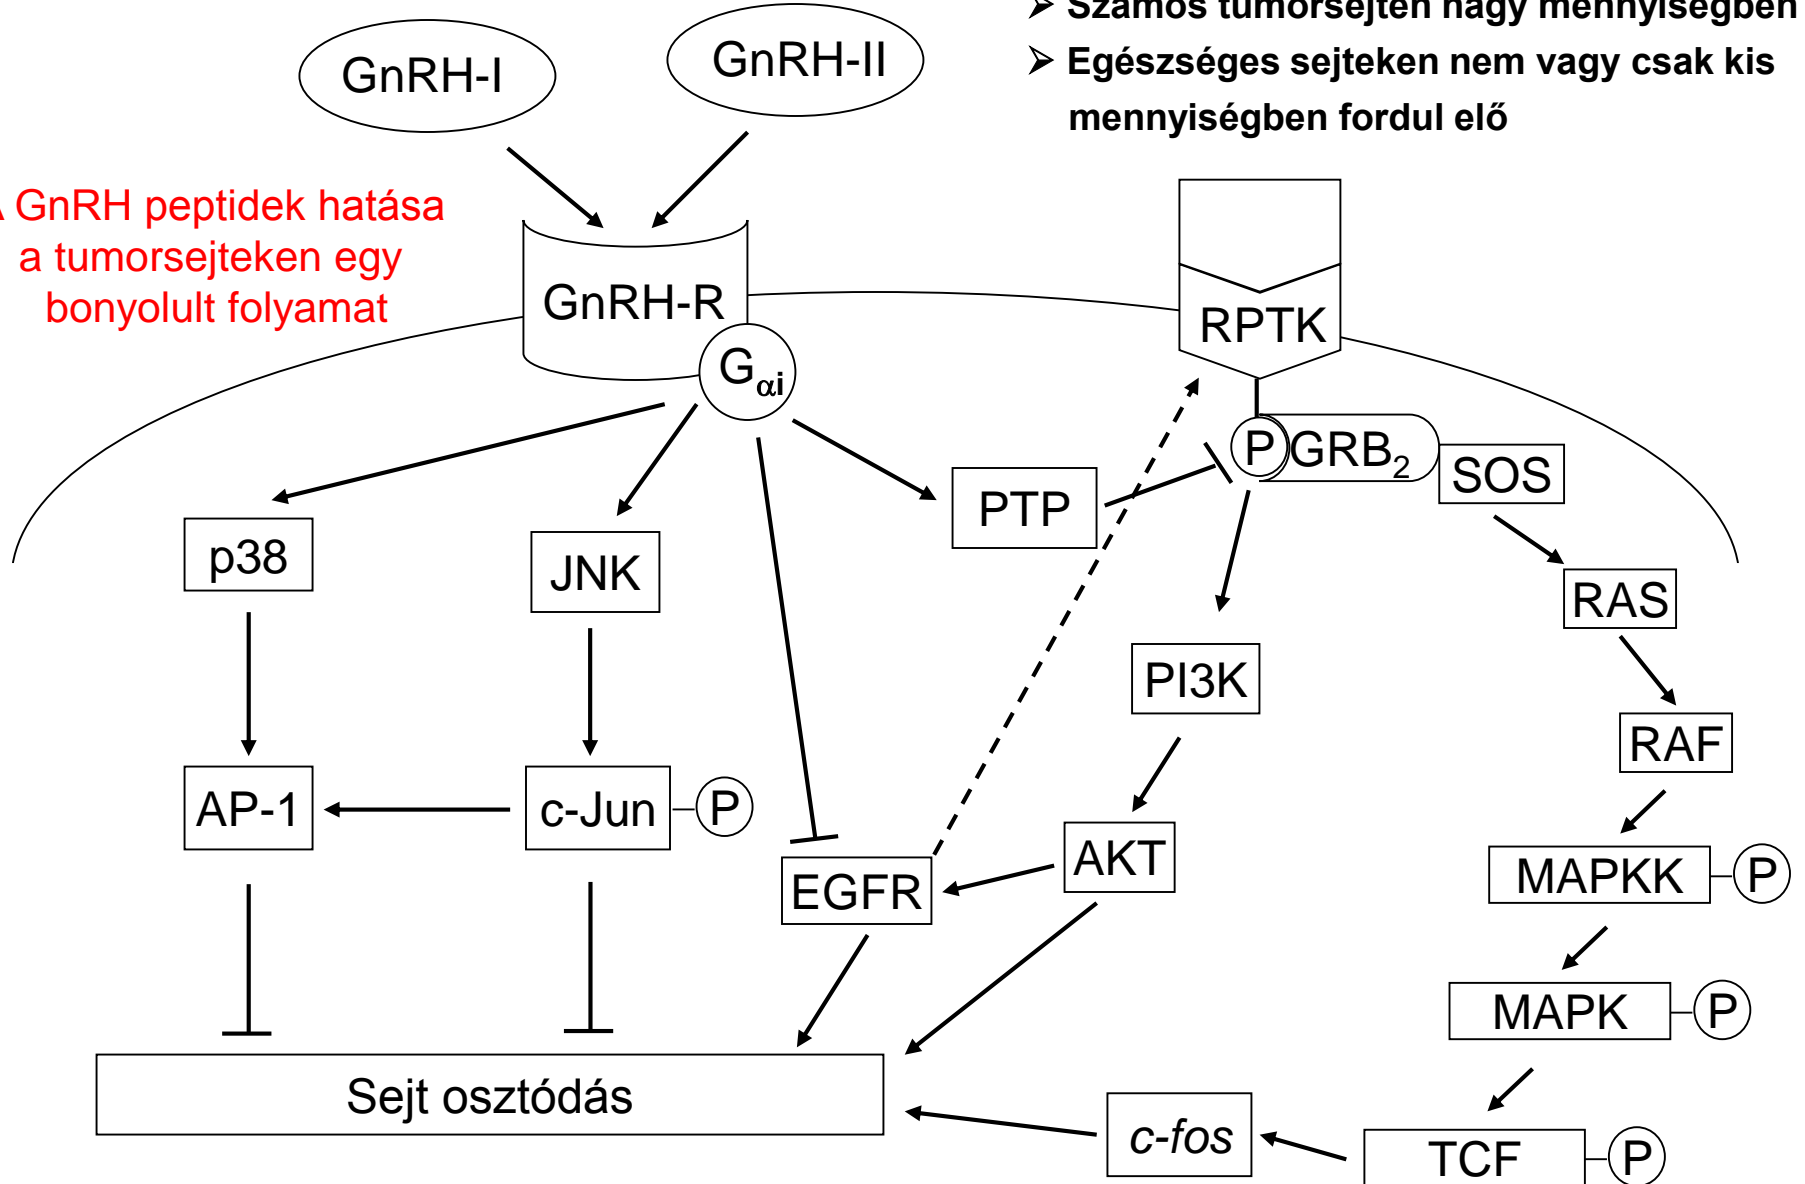 ➢ Számos tumorsejten nagy mennyiségben
➢ Egészséges sejteken nem vagy csak kis
mennyiségben fordul elő
GnRH-I
GnRH-II
A GnRH peptidek hatása
a tumorsejteken egy
bonyolult folyamat
GnRH-R
Gαi
RPTK
P
GRB2
SOS
PTP
p38
JNK
RAS
PI3K
RAF
AP-1
c-Jun
P
AKT
EGFR
MAPKK
P
MAPK
P
Sejt osztódás
c-fos
TCF
P